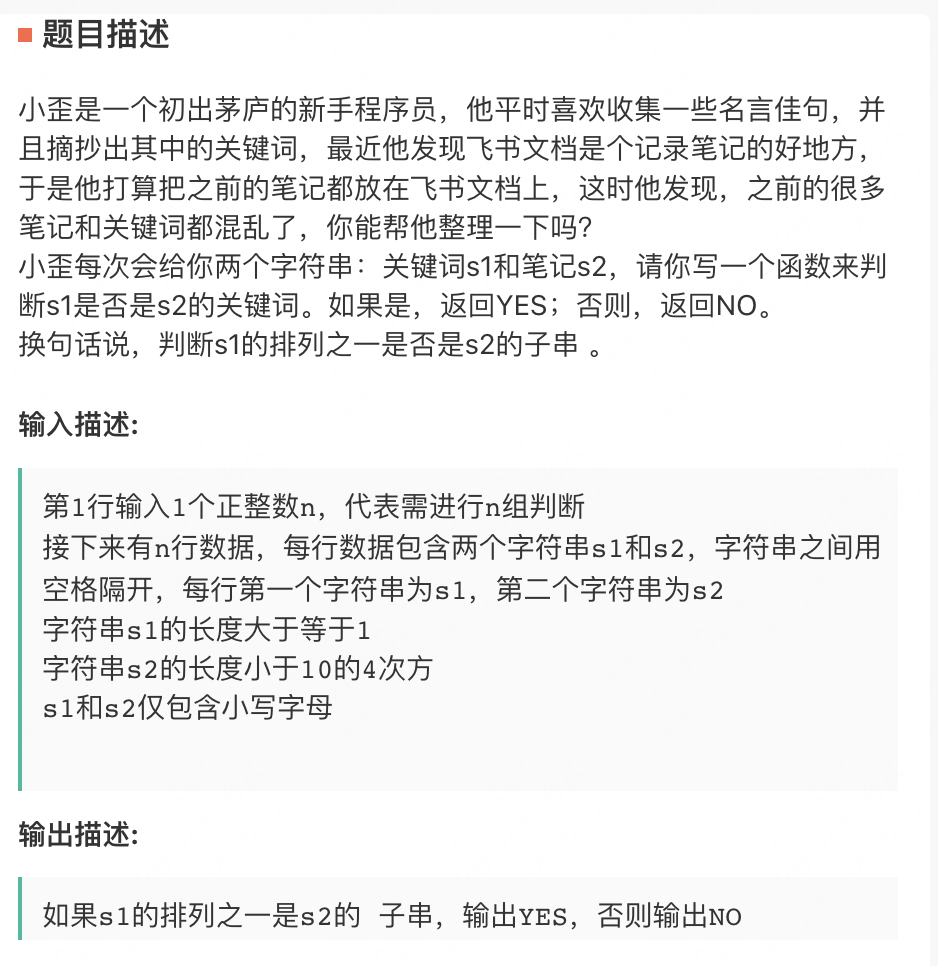 题目描述
小歪是一个初出茅庐的新手程序员，他平时喜欢收集一些名言佳句，并
且摘抄出其中的关键词，最近他发现飞书文档是个记录笔记的好地方，
于是他打算把之前的笔记都放在飞书文档上，这时他发现，之前的很多
笔记和关键词都混乱了，你能帮他整理一下吗？
小歪每次会给你两个字符串：关键词s1和笔记s2，请你写一个函数来判
断s1是否是s2的关键词。如果是，返回YES；否则，返回NO。
换句话说，判断s1的排列之一是否是s2的子串 。
输入描述:
第1行输入1个正整数n，代表需进行n组判断
接下来有n行数据，每行数据包含两个字符串s1和s2，字符串之间用
空格隔开，每行第一个字符串为s1，第二个字符串为s2
字符串s1的长度大于等于1
字符串s2的长度小于10的4次方
s1和s2仅包含小写字母
输出描述:
如果s1的排列之一是s2的 子串，输出YES，否则输出NO